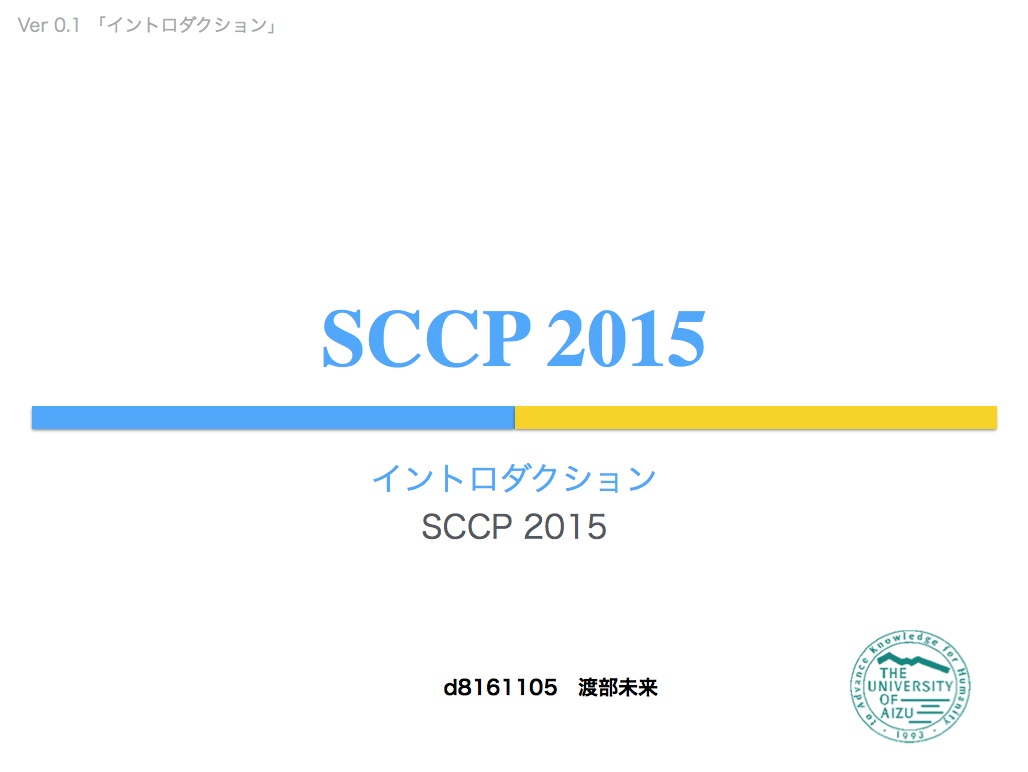 Ver 0.1 「イントロダクション」
SCCP 2015
イントロダクション
SCCP 2015
d8161105　渡部未来
to Advance Knowledge for Humanity
THE
UNIVERSITY
OF
AIZU
・1993・